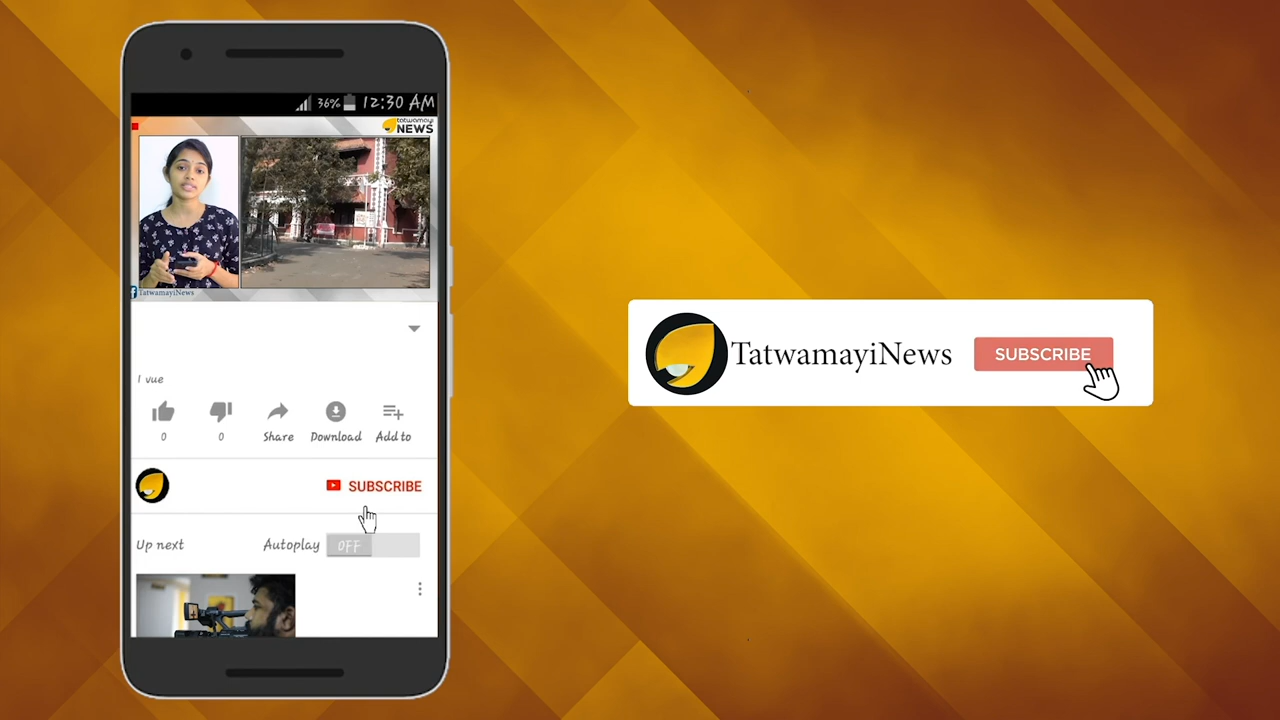 36% 12:30 AM
tatwamayi
NEWS
TatwamayiNews
1 vue
0 0 Share Download Add to
SUBSCRIBE
Up next Autoplay OFF
TatwamayiNews SUBSCRIBE